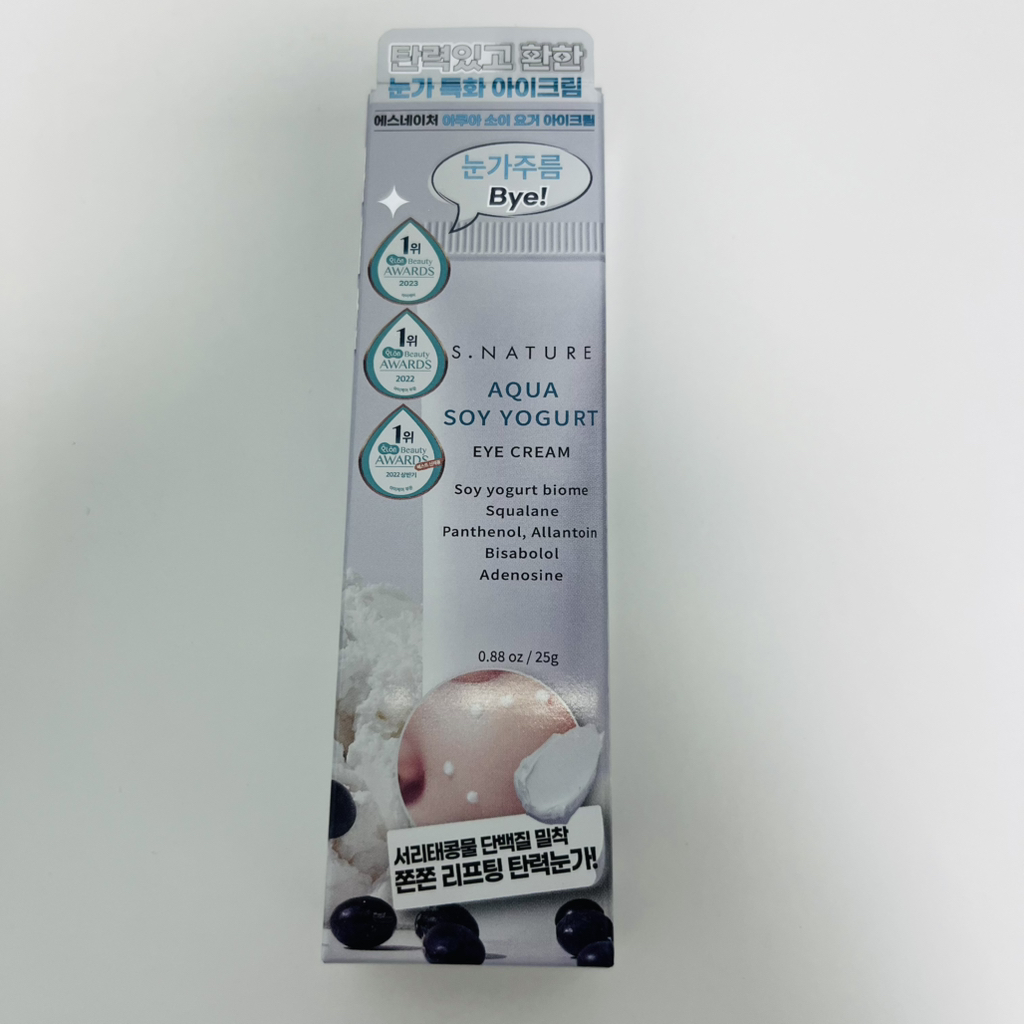 탄력있고 환한
눈가 특화 아이크림
에스네이처 아쿠아 소이 요거 아이크림
눈가주름
Bye!
1위
Beauty
AWARDS
2023
1위
Beauty
AWARDS
2022
1위
Beauty
AWARDS
2022 상반기
S.NATURE
AQUA
SOY YOGURT
EYE CREAM
Soy yogurt biome
Squalane
Panthenol, Allantoin
Bisabolol
Adenosine
0.88 oz / 25g
서리태콩물 단백질 밀착
쫀쫀 리프팅 탄력눈가!